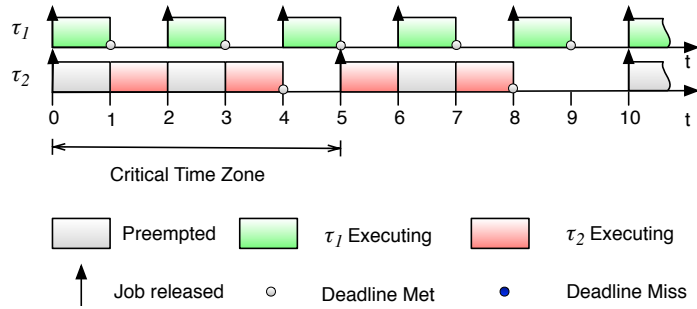 τ1
t
τ2
0 1 2 3 4 5 6 7 8 9 10 t
Critical Time Zone
Preempted τ1 Executing τ2 Executing
Job released Deadline Met Deadline Miss